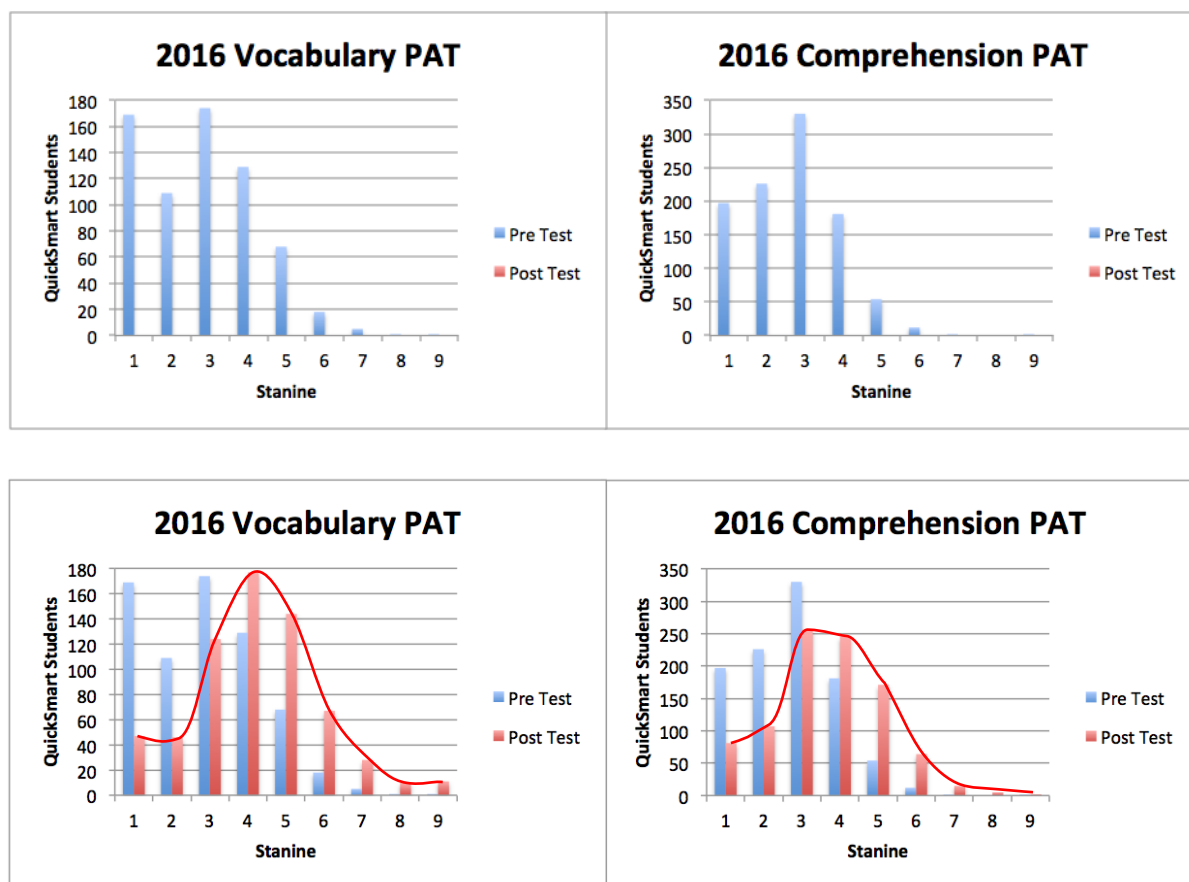 2016 Vocabulary PAT
180
160
140
120
100
80
60
40
20
0
QuickSmart Students
1 2 3 4 5 6 7 8 9
Stanine
Pre Test
Post Test
2016 Comprehension PAT
350
300
250
200
150
100
50
0
QuickSmart Students
1 2 3 4 5 6 7 8 9
Stanine
Pre Test
Post Test
2016 Vocabulary PAT
180
160
140
120
100
80
60
40
20
0
QuickSmart Students
1 2 3 4 5 6 7 8 9
Stanine
Pre Test
Post Test
2016 Comprehension PAT
350
300
250
200
150
100
50
0
QuickSmart Students
1 2 3 4 5 6 7 8 9
Stanine
Pre Test
Post Test